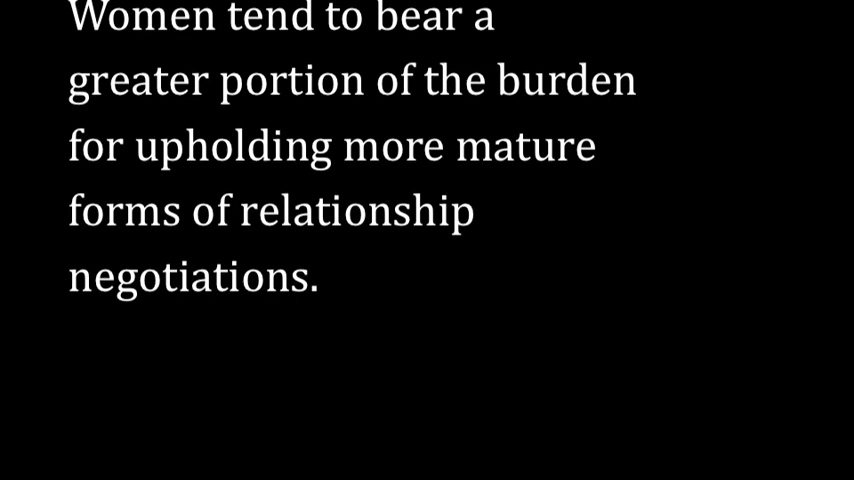 Women tend to bear a
greater portion of the burden
for upholding more mature
forms of relationship
negotiations.